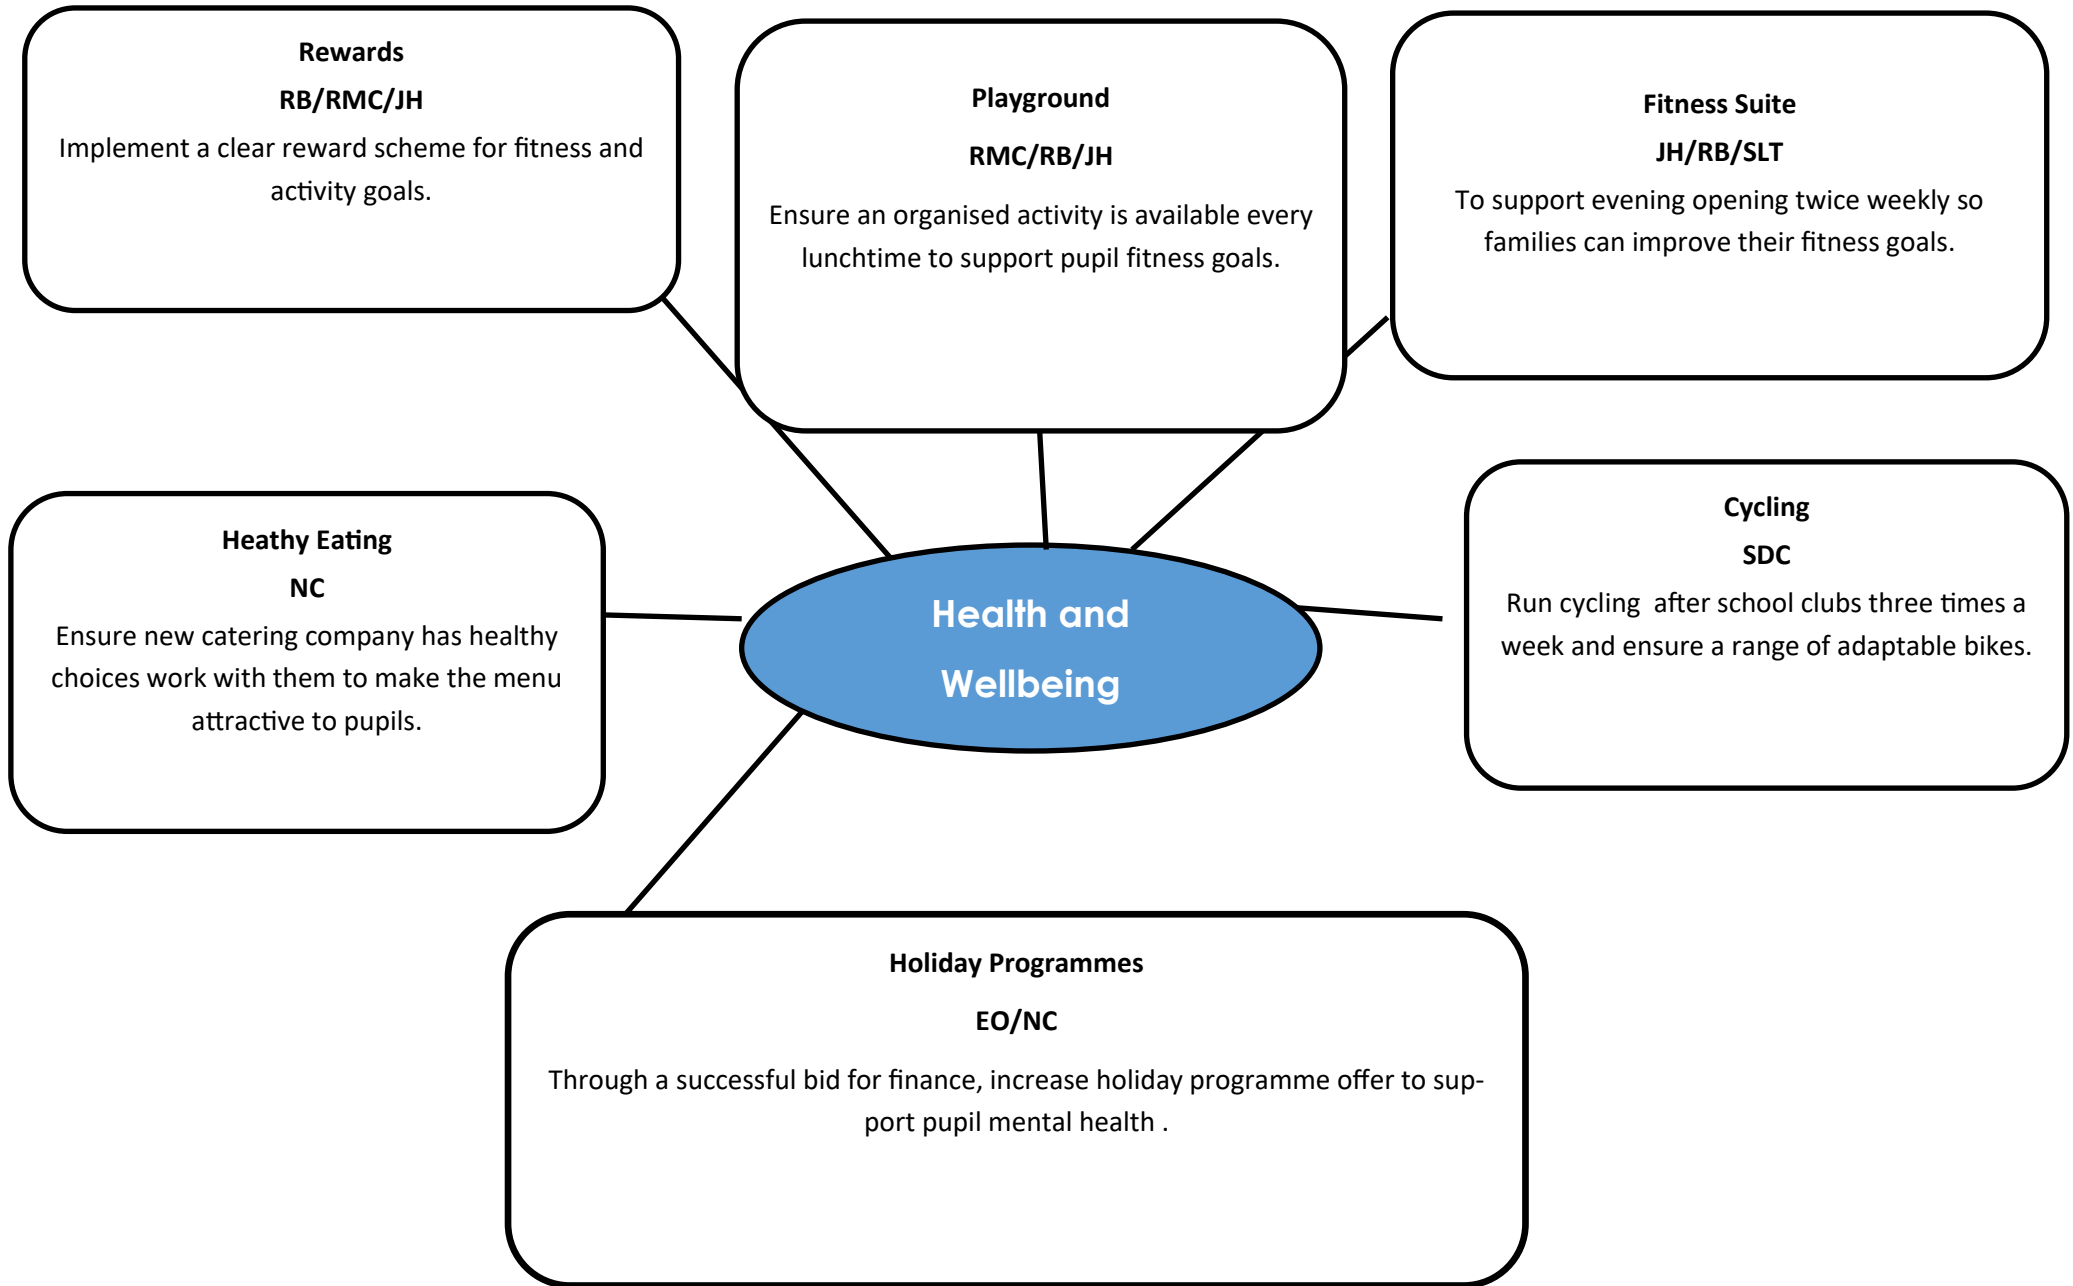 Rewards
RB/RMC/JH
Implement a clear reward scheme for fitness and
activity goals.
Playground
RMC/RB/JH
Ensure an organised activity is available every
lunchtime to support pupil fitness goals.
Fitness Suite
JH/RB/SLT
To support evening opening twice weekly so
families can improve their fitness goals.
Heathy Eating
NC
Ensure new catering company has healthy
choices work with them to make the menu
attractive to pupils.
Health and
Wellbeing
Cycling
SDC
Run cycling  after school clubs three times a
week and ensure a range of adaptable bikes.
Holiday Programmes
EO/NC
Through a successful bid for finance, increase holiday programme offer to sup-
port pupil mental health .